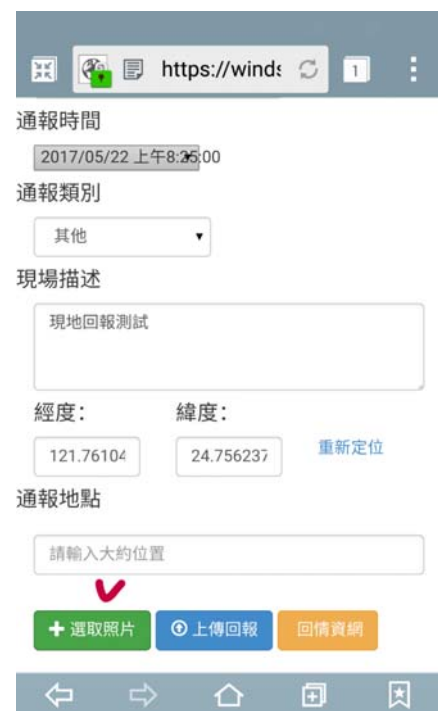 https://winds
1
通報時間
2017/05/22 上午8:25:00
通報類別
其他
現場描述
現地回報測試
經度： 緯度：
121.76104 24.756237 重新定位
通報地點
請輸入大約位置
選取照片 上傳回報 回情資網